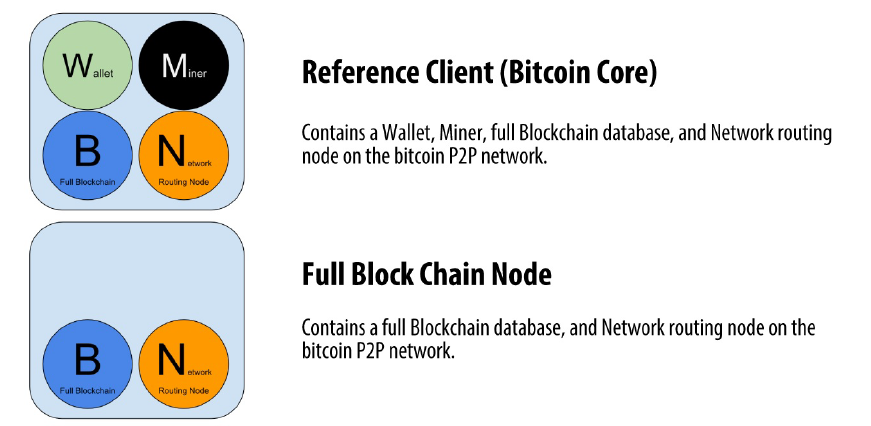 Wallet
Miner
B
Full Blockchain
Network
Routing Node
Reference Client (Bitcoin Core)
Contains a Wallet, Miner, full Blockchain database, and Network routing
node on the bitcoin P2P network.
B
Full Blockchain
Network
Routing Node
Full Block Chain Node
Contains a full Blockchain database, and Network routing node on the
bitcoin P2P network.